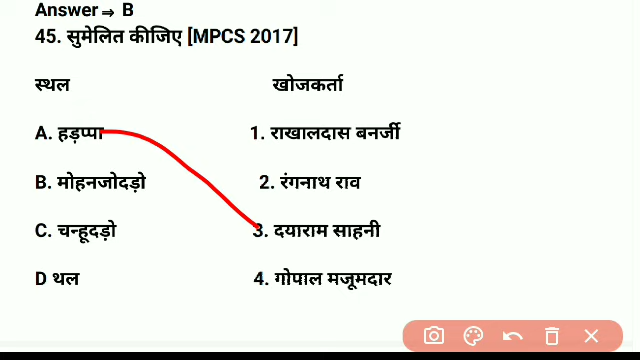 Answer⇒ B
45. सुमेलित कीजिए [MPCS 2017]
स्थल खोजकर्ता
A. हड़प्पा 1. राखालदास बनर्जी
B. मोहनजोदड़ो 2. रंगनाथ राव
C. चन्हूदड़ो 3. दयाराम साहनी
D थल 4. गोपाल मजूमदार